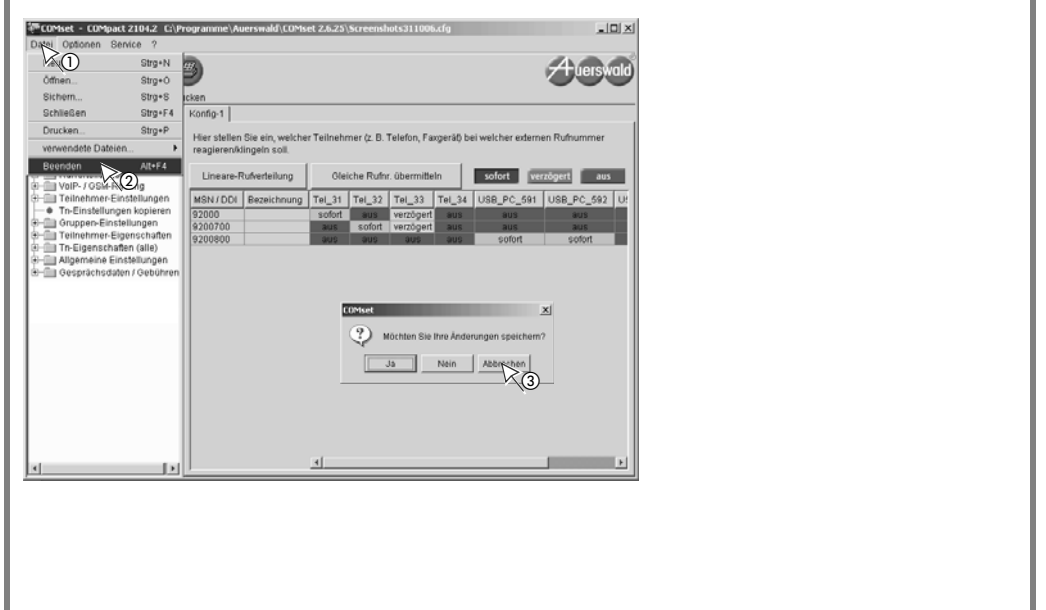 COMset - COMpact 2104.2 C:\Programme\Auerswald\COMset 2.6.25\Screenshots311006.cfg
Datei Optionen Service ?
①
Strg+N
Öffnen... Strg+O
Sichern... Strg+S
Schließen Strg+F4
Drucken... Strg+P
verwendete Dateien...
Beenden Alt+F4
②
Auerswald
cken
Konfig-1
Hier stellen Sie ein, welcher Teilnehmer (z. B. Telefon, Faxgerät) bei welcher externen Rufnummer
reagieren/klingeln soll.
Lineare-Rufverteilung Gleiche Rufnr. übermitteln sofort verzögert aus
VoIP- / GSM-Routing
Teilnehmer-Einstellungen
Tn-Einstellungen kopieren
Gruppen-Einstellungen
Teilnehmer-Eigenschaften
Tn-Eigenschaften (alle)
Allgemeine Einstellungen
Gesprächsdaten / Gebühren
MSN / DDI Bezeichnung Tel_31 Tel_32 Tel_33 Tel_34 USB_PC_591 USB_PC_592 U
92000 sofort aus verzögert aus aus aus
9200700 aus sofort verzögert aus aus aus
9200800 aus aus aus aus sofort sofort
COMset
Möchten Sie Ihre Änderungen speichern?
Ja Nein Abbrechen
③